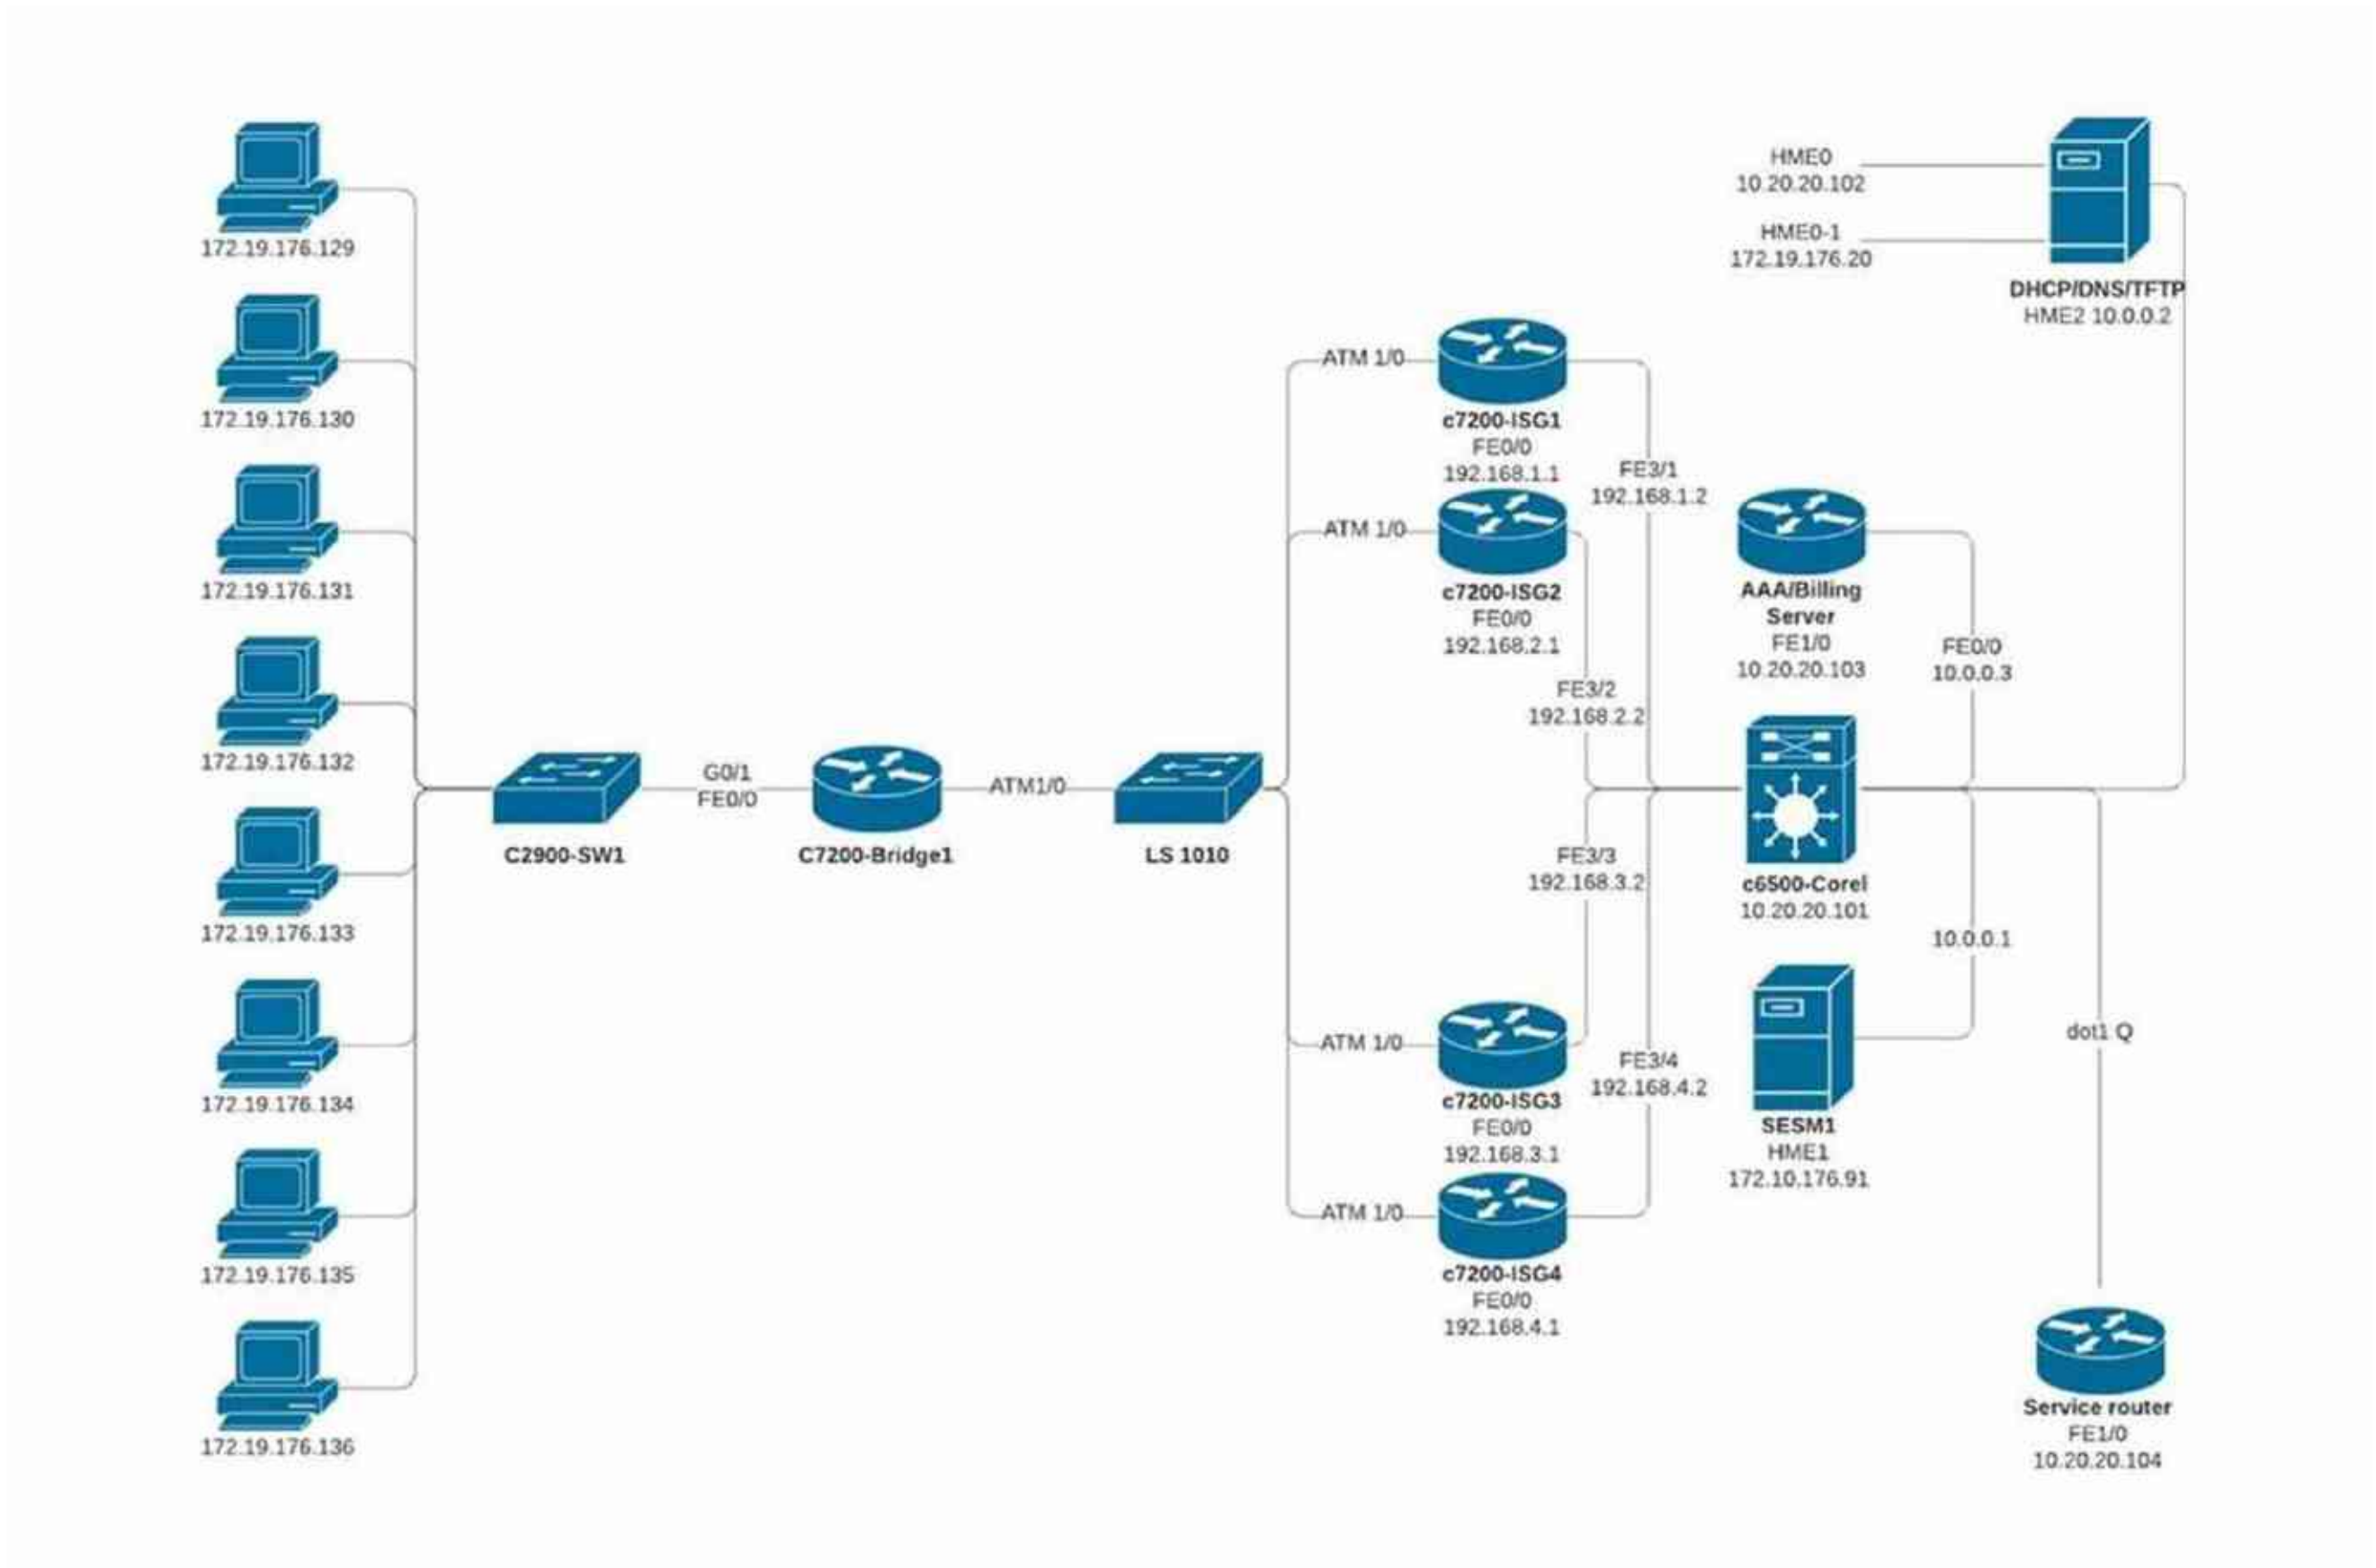 172.19.176.129
172.19.176.130
172.19.176.131
172.19.176.132
172.19.176.133
172.19.176.134
172.19.176.135
172.19.176.136
C2900-SW1
G0/1
FE0/0
C7200-Bridge1
ATM1/0
LS 1010
ATM 1/0
c7200-ISG1
FE0/0
192.168.1.1
ATM 1/0
c7200-ISG2
FE0/0
192.168.2.1
ATM 1/0
c7200-ISG3
FE0/0
192.168.3.1
ATM 1/0
c7200-ISG4
FE0/0
192.168.4.1
FE3/1
192.168.1.2
FE3/2
192.168.2.2
FE3/3
192.168.3.2
FE3/4
192.168.4.2
HME0
10.20.20.102
HME0-1
172.19.176.20
DHCP/DNS/TFTP
HME2 10.0.0.2
AAA/Billing
Server
FE1/0
10.20.20.103
FE0/0
10.0.0.3
c6500-Corel
10.20.20.101
10.0.0.1
SESM1
HME1
172.10.176.91
dot1 Q
Service router
FE1/0
10.20.20.104